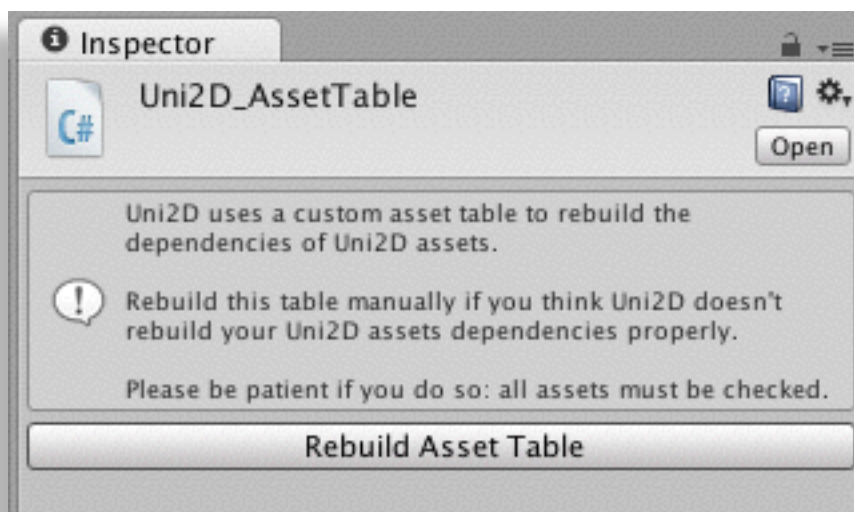 Inspector
Uni2D_AssetTable
C#
Open
Uni2D uses a custom asset table to rebuild the
dependencies of Uni2D assets.
Rebuild this table manually if you think Uni2D doesn't
rebuild your Uni2D assets dependencies properly.
Please be patient if you do so: all assets must be checked.
Rebuild Asset Table